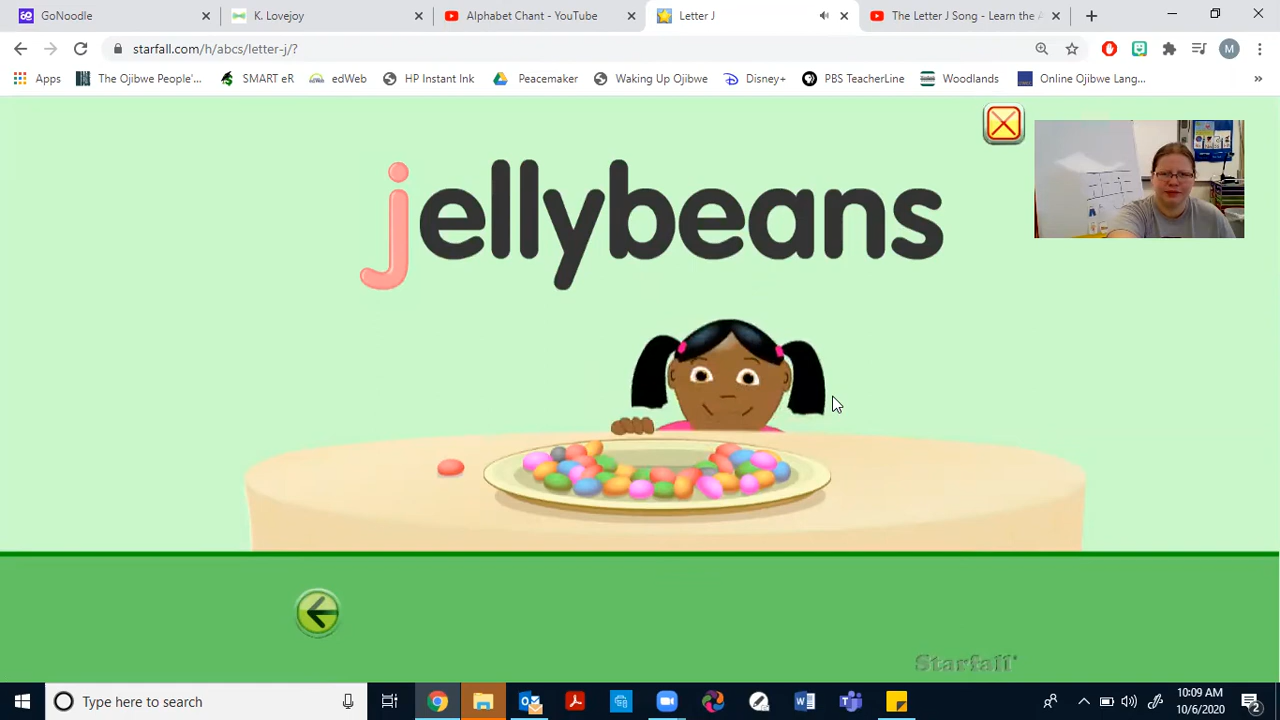 GoNoodle
K. Lovejoy
Alphabet Chant - YouTube
Letter J
The Letter J Song - Learn the A
starfall.com/h/abcs/letter-j/?
M
Apps
The Ojibwe People'...
SMART eR
edWeb
HP Instant Ink
Peacemaker
Waking Up Ojibwe
Disney+
PBS TeacherLine
Woodlands
Online Ojibwe Lang...
»
jellybeans
Starfall
Type here to search
10:09 AM
10/6/2020
2